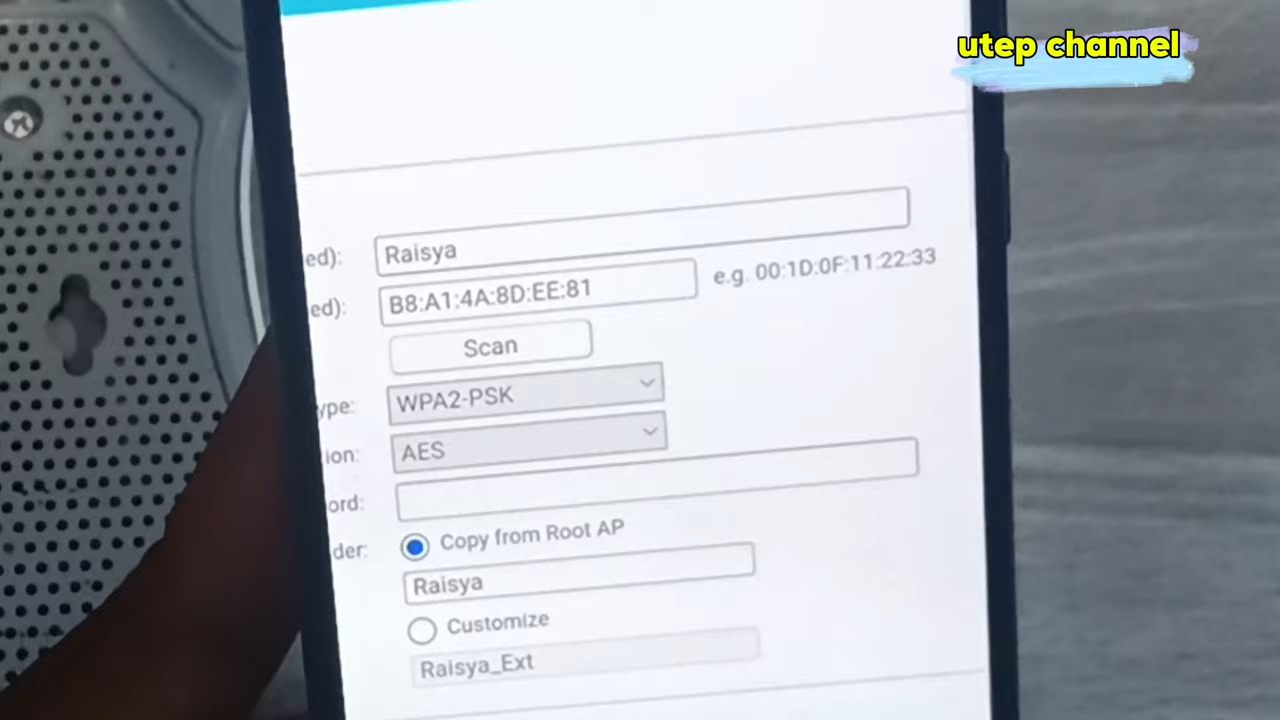 utep channel
ed): Raisya
ed): B8:A1:4A:8D:EE:81 e.g. 00:1D:0F:11:22:33
Scan
ype: WPA2-PSK
ion: AES
ord:
der: Copy from Root AP
Raisya
Customize
Raisya_Ext